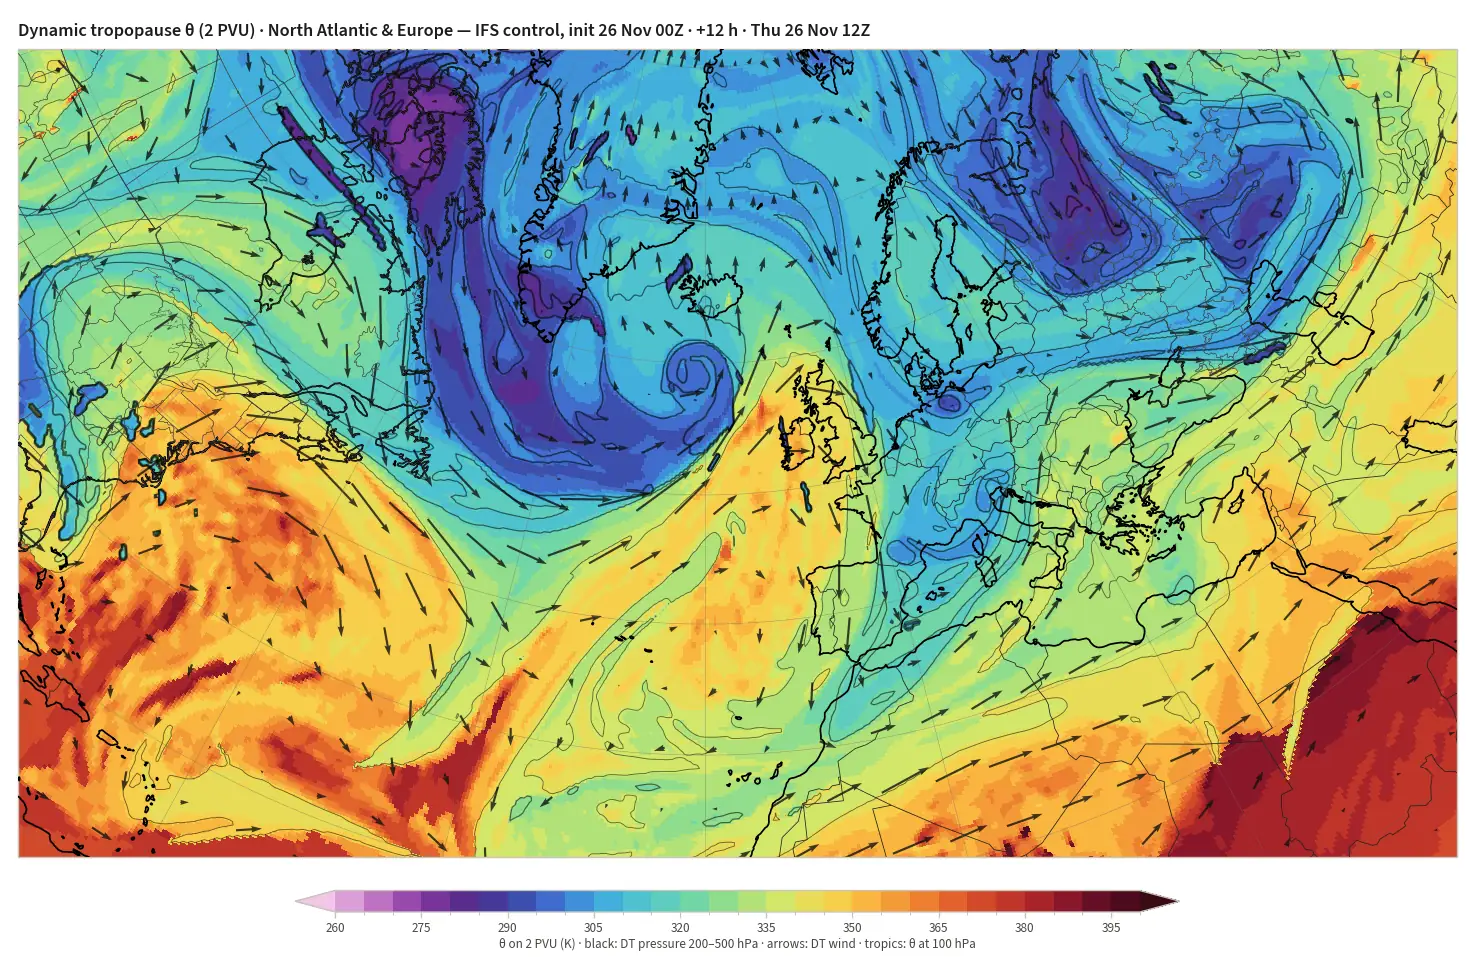 Dynamic tropopause θ (2 PVU) · North Atlantic & Europe — IFS control, init 26 Nov 00Z · +12 h · Thu 26 Nov 12Z
260 275 290 305 320 335 350 365 380 395
θ on 2 PVU (K) · black: DT pressure 200–500 hPa · arrows: DT wind · tropics: θ at 100 hPa